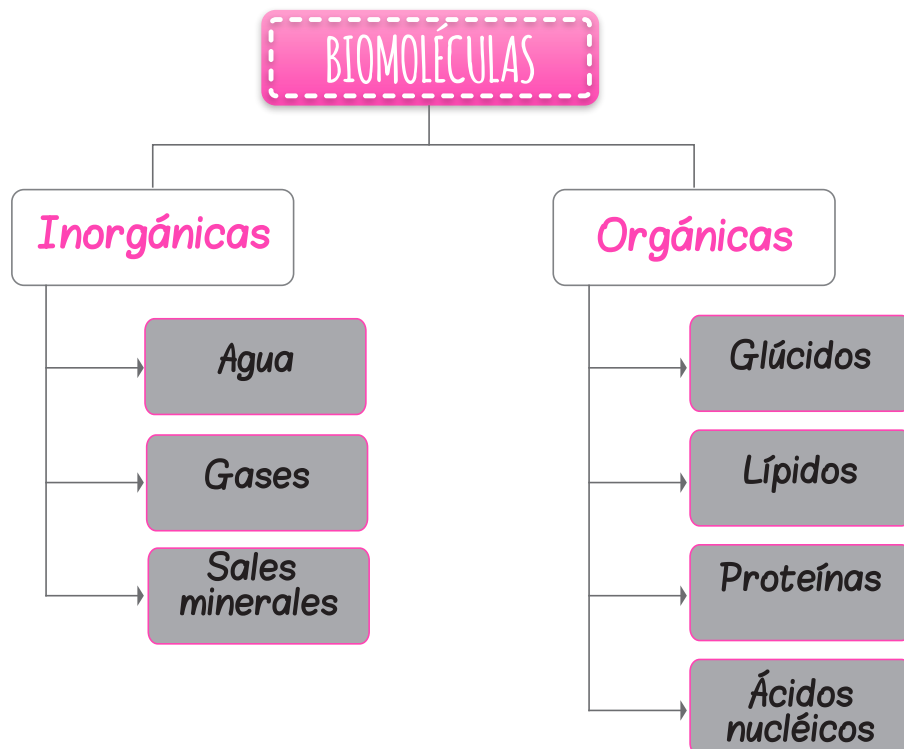 BIOMOLÉCULAS
Inorgánicas
Agua
Gases
Sales
minerales
Orgánicas
Glúcidos
Lípidos
Proteínas
Ácidos
nucléicos